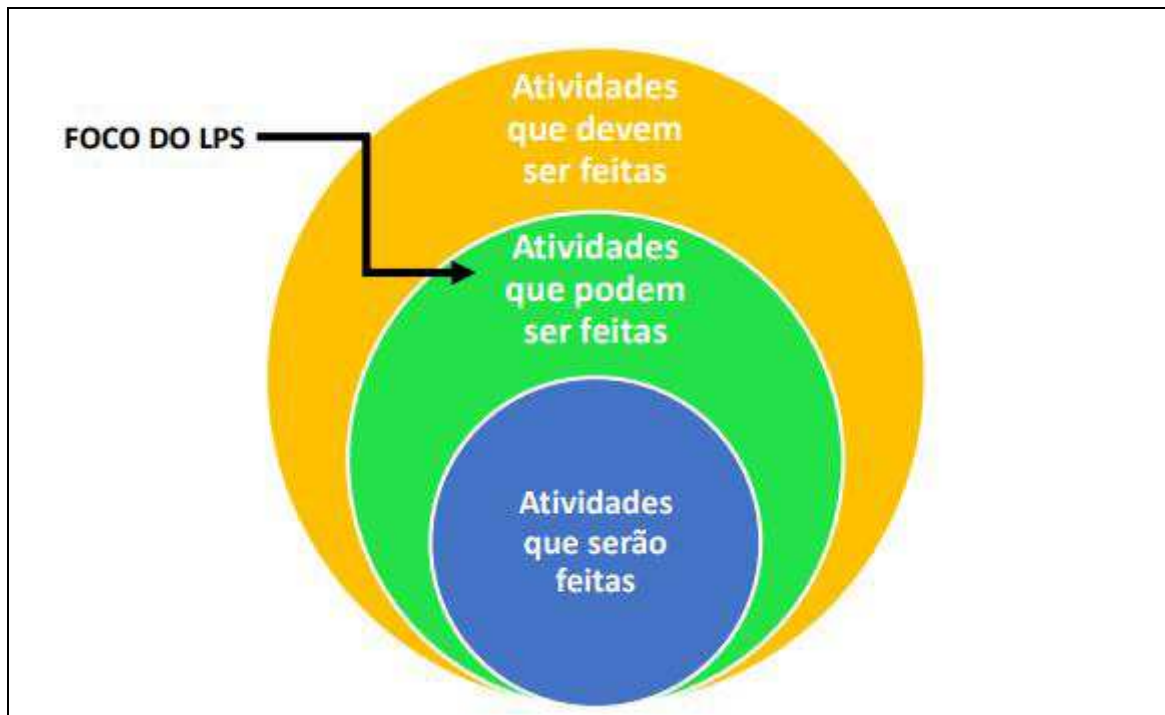 Atividades
que devem
ser feitas
FOCO DO LPS
Atividades
que podem
ser feitas
Atividades
que serão
feitas